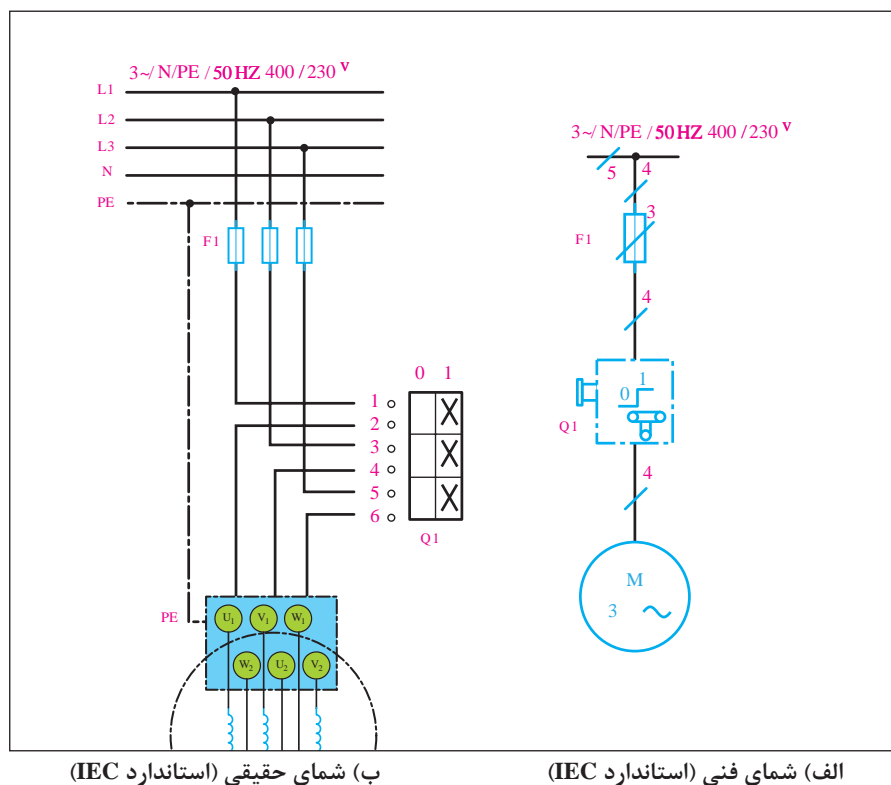 3~/ N/PE / 50 HZ 400 / 230 V
L1
L2
L3
N
PE
F1
0 1
1
2
3
4
5
6
Q1
PE
U1 V1 W1
W2 U2 V2
3~/ N/PE / 50 HZ 400 / 230 V
5
4
3
F1
4
1
0
Q1
4
M
3 ~
ب) شمای حقیقی (استاندارد IEC)
الف) شمای فنی (استاندارد IEC)